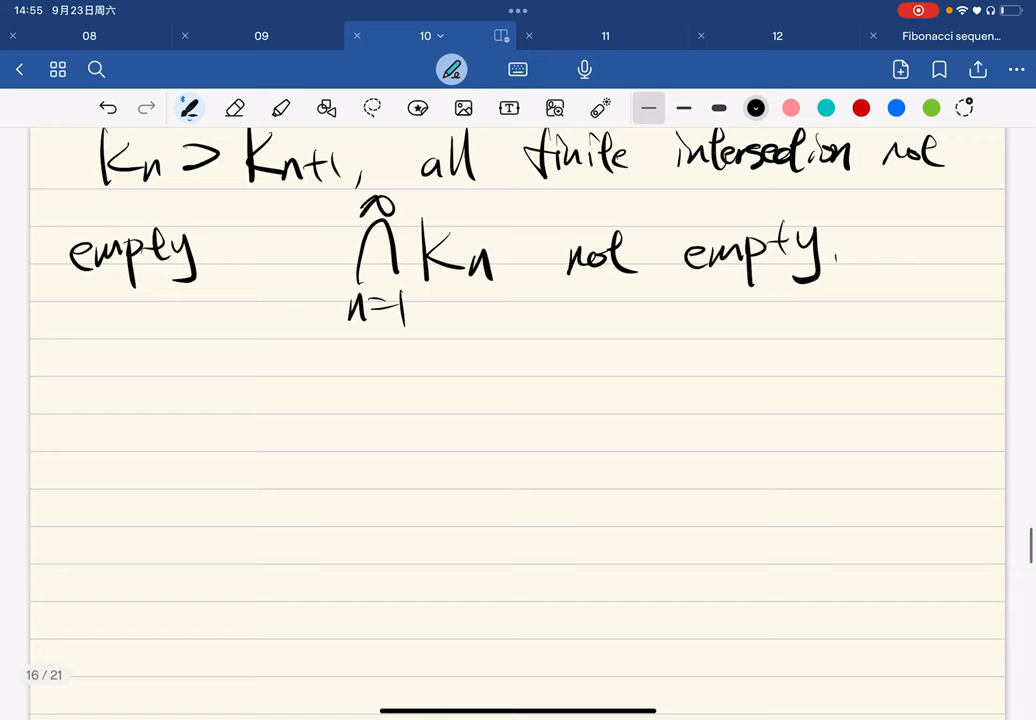 14:55 9月23日周六
08 09 10 11 12 Fibonacci sequen...
Kn ⊃ Kn+1, all finite intersection not
empty ∞⋂n=1 Kn not empty.
16 / 21